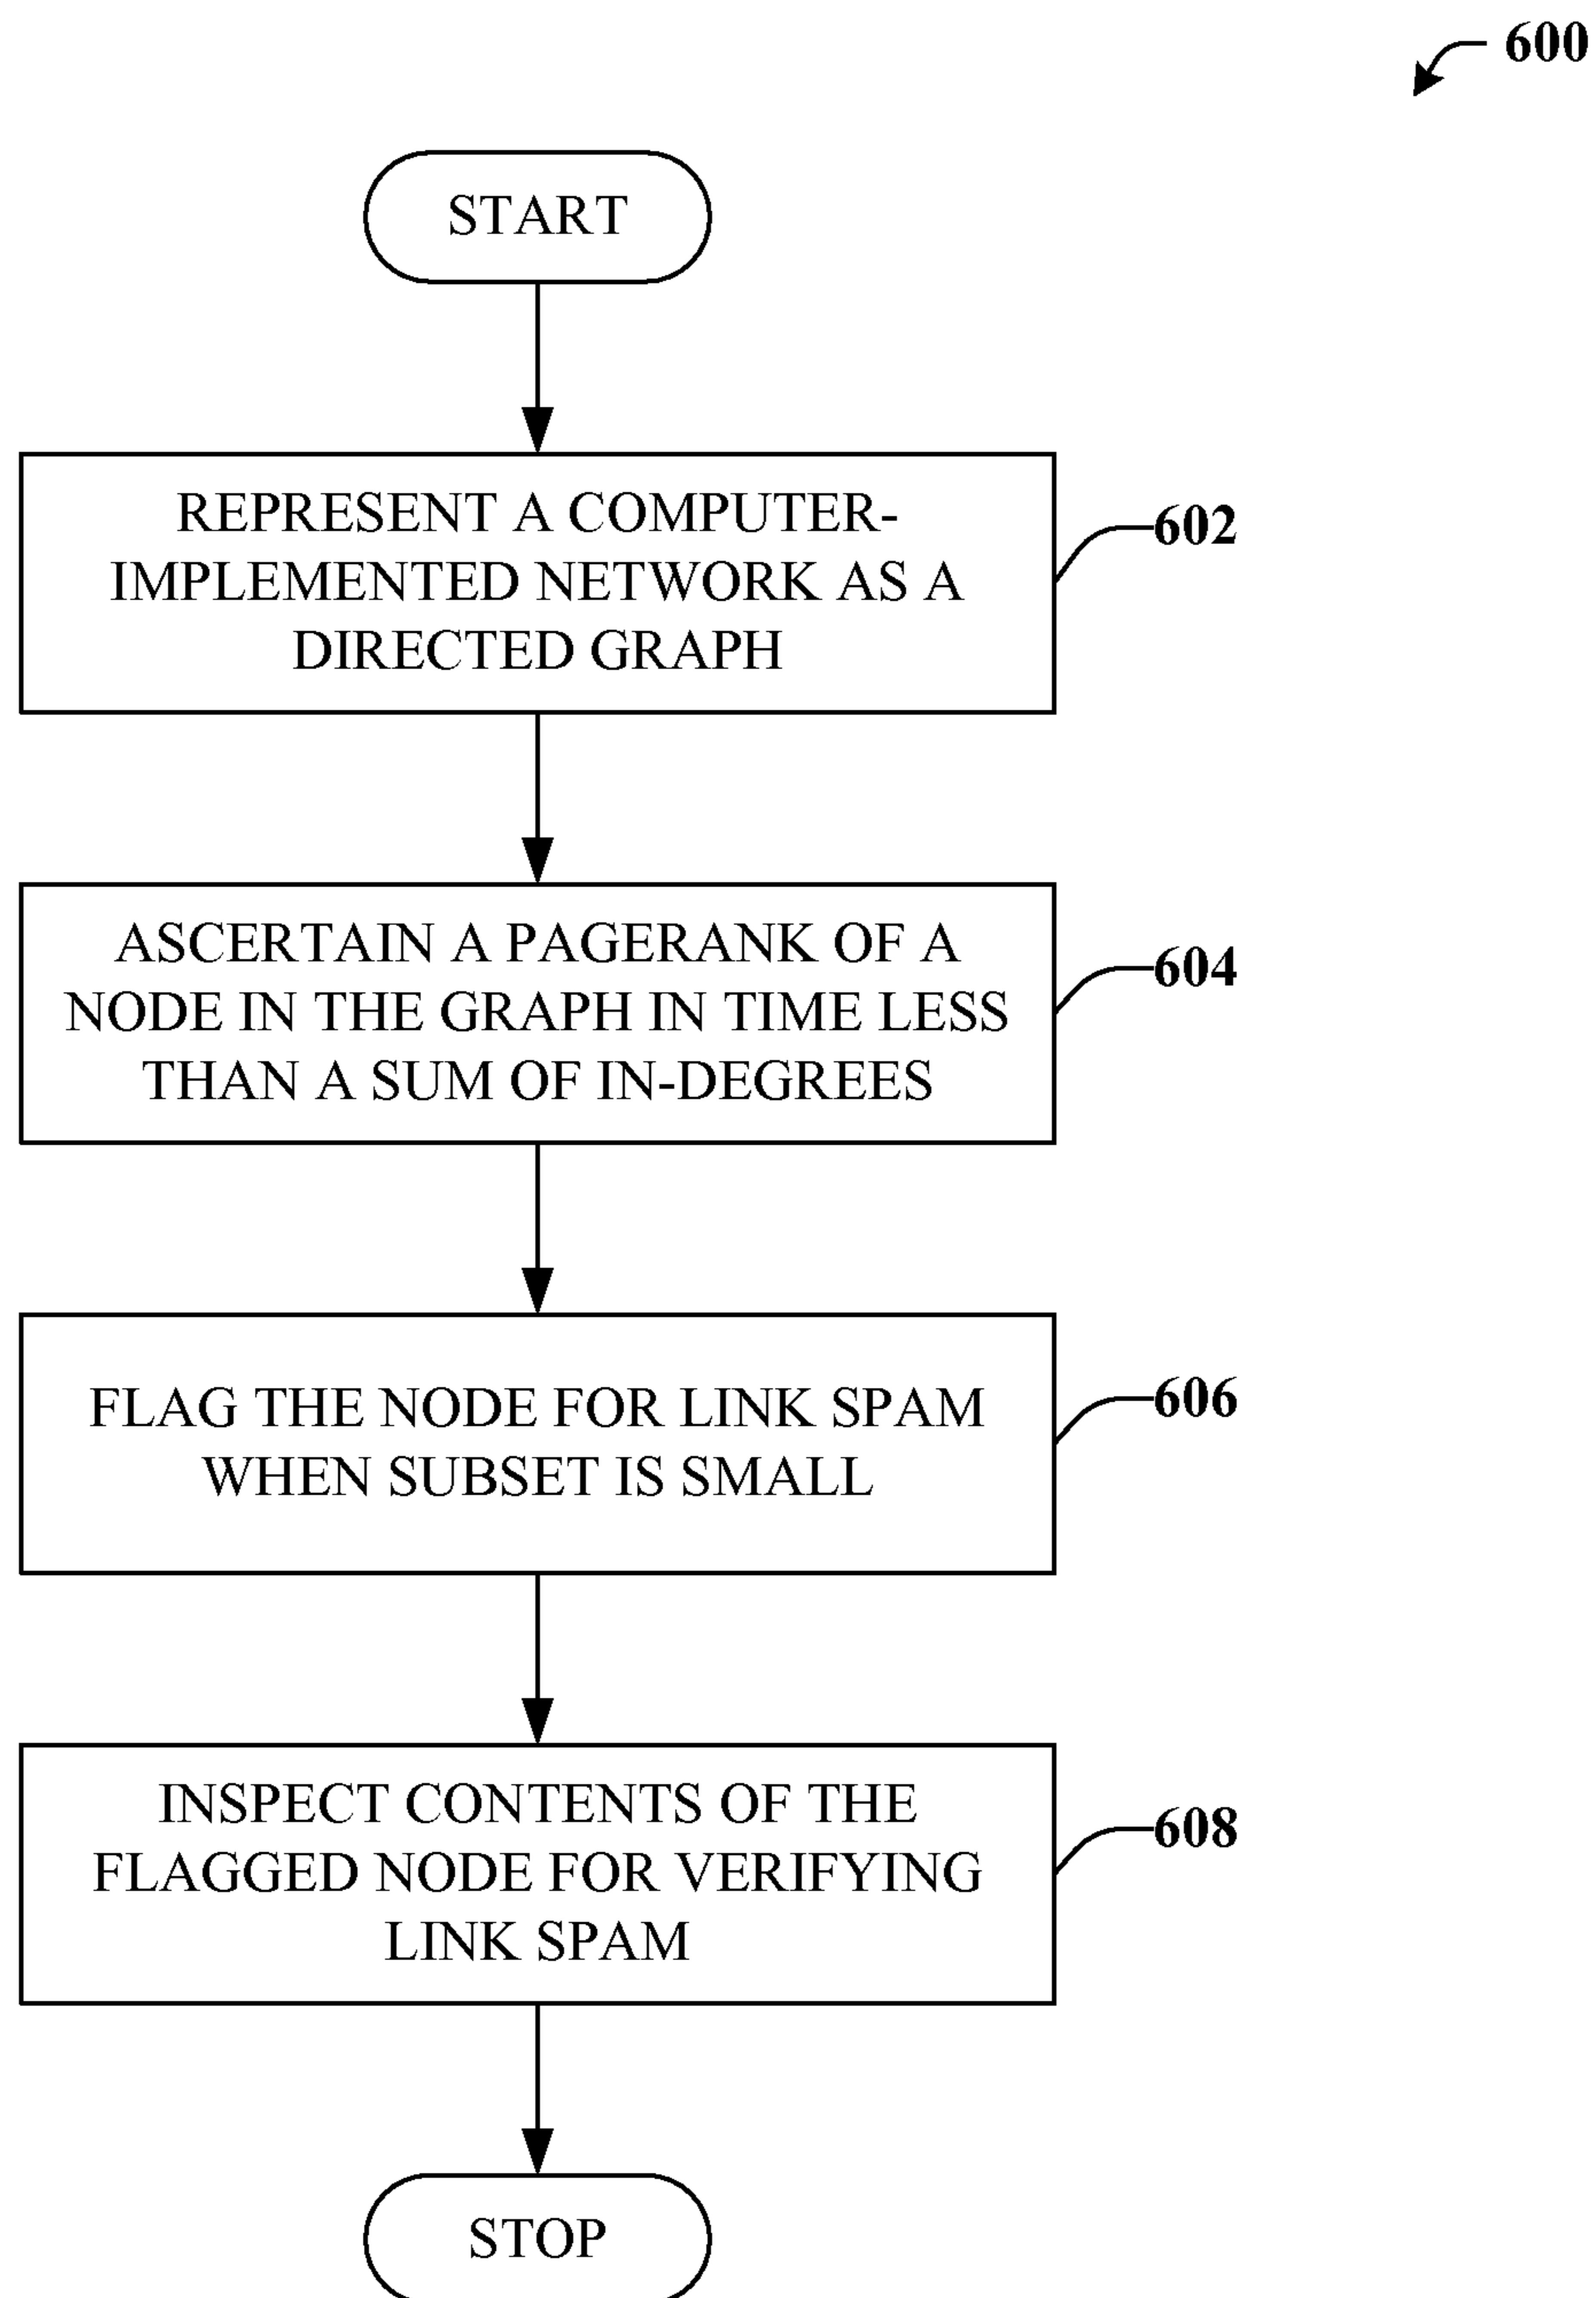 600
START
REPRESENT A COMPUTER-
IMPLEMENTED NETWORK AS A
DIRECTED GRAPH
602
ASCERTAIN A PAGERANK OF A
NODE IN THE GRAPH IN TIME LESS
THAN A SUM OF IN-DEGREES
604
FLAG THE NODE FOR LINK SPAM
WHEN SUBSET IS SMALL
606
INSPECT CONTENTS OF THE
FLAGGED NODE FOR VERIFYING
LINK SPAM
608
STOP